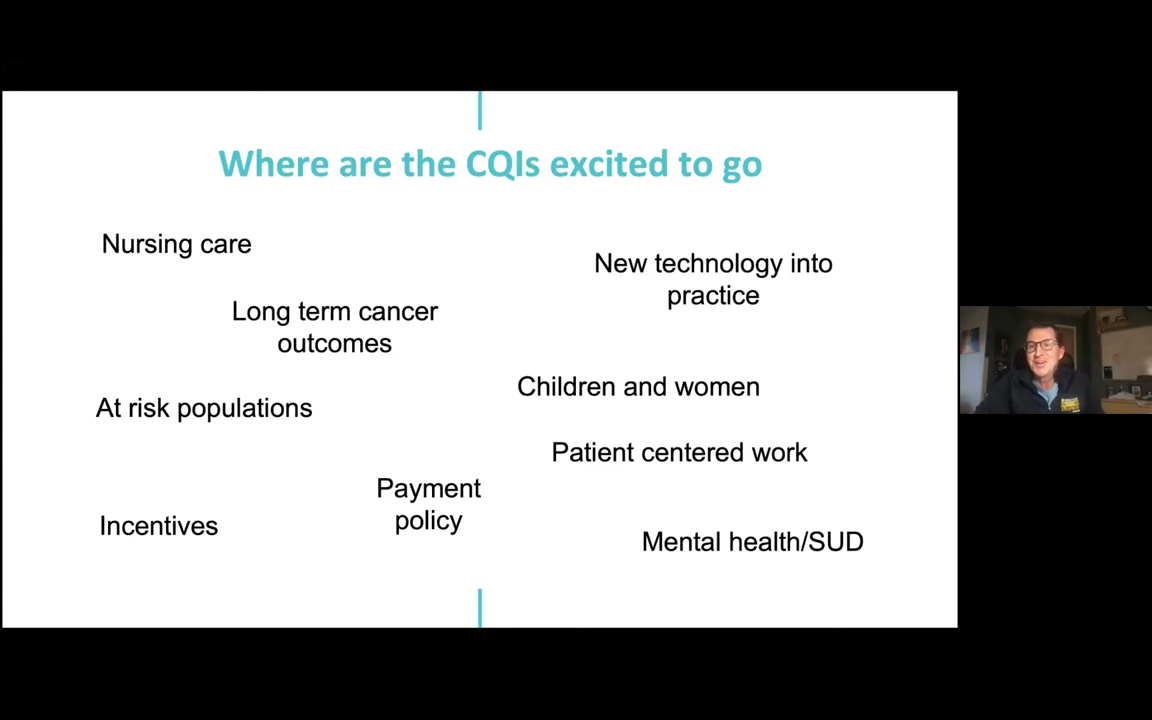 Where are the CQIs excited to go
Nursing care
New technology into
practice
Long term cancer
outcomes
Children and women
At risk populations
Patient centered work
Payment
policy
Incentives
Mental health/SUD